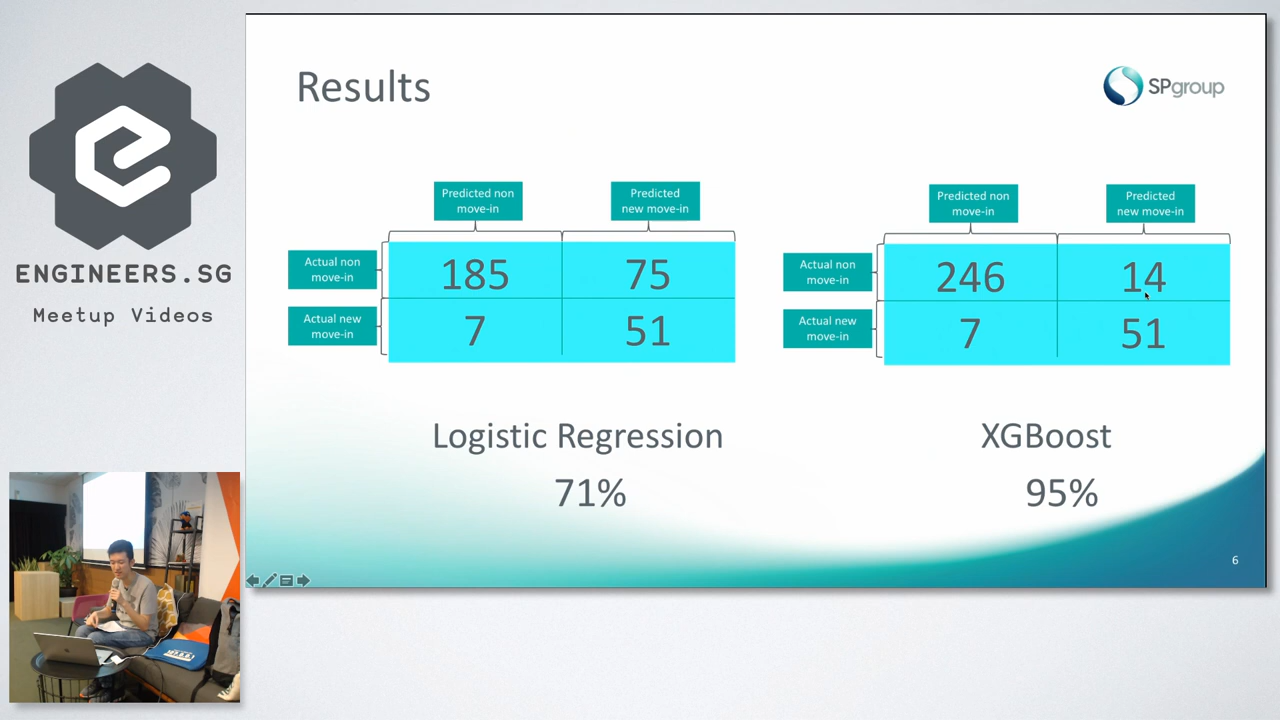 ENGINEERS.SG
Meetup Videos
Results
SPgroup
Predicted non
move-in
Predicted
new move-in
Actual non
move-in
185
75
Actual new
move-in
7
51
Logistic Regression
71%
Predicted non
move-in
Predicted
new move-in
Actual non
move-in
246
14
Actual new
move-in
7
51
XGBoost
95%
6